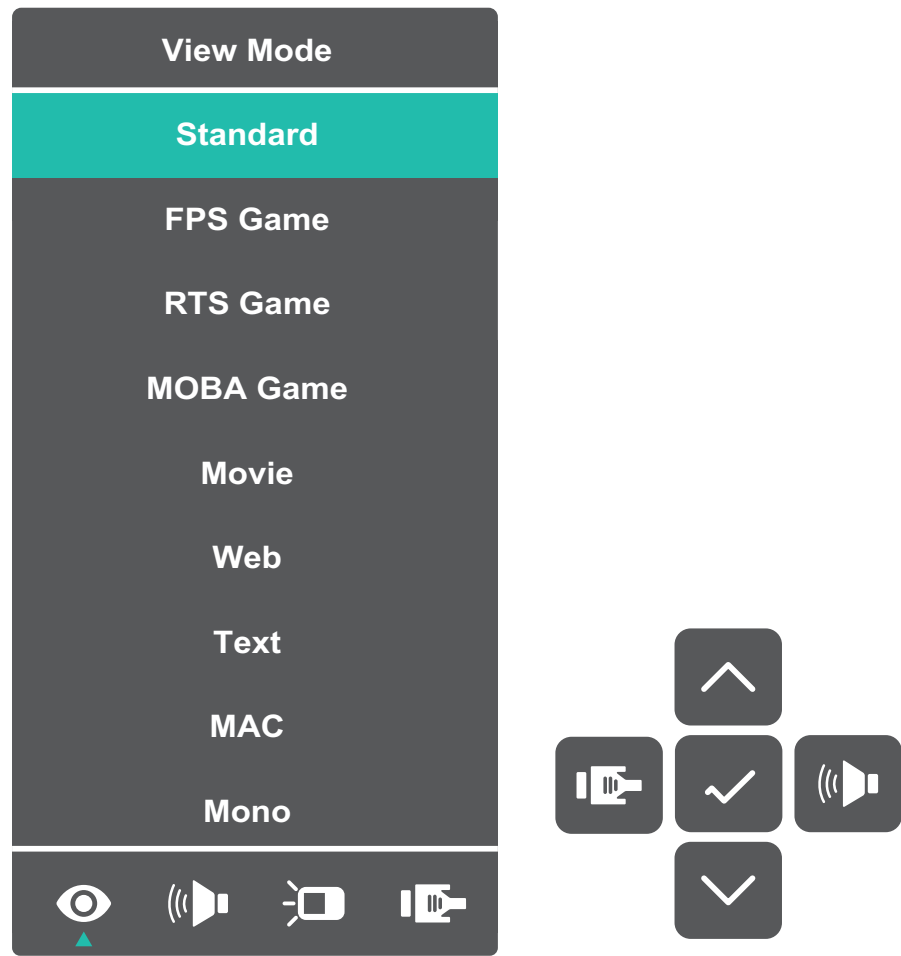 View Mode
Standard
FPS Game
RTS Game
MOBA Game
Movie
Web
Text
MAC
Mono